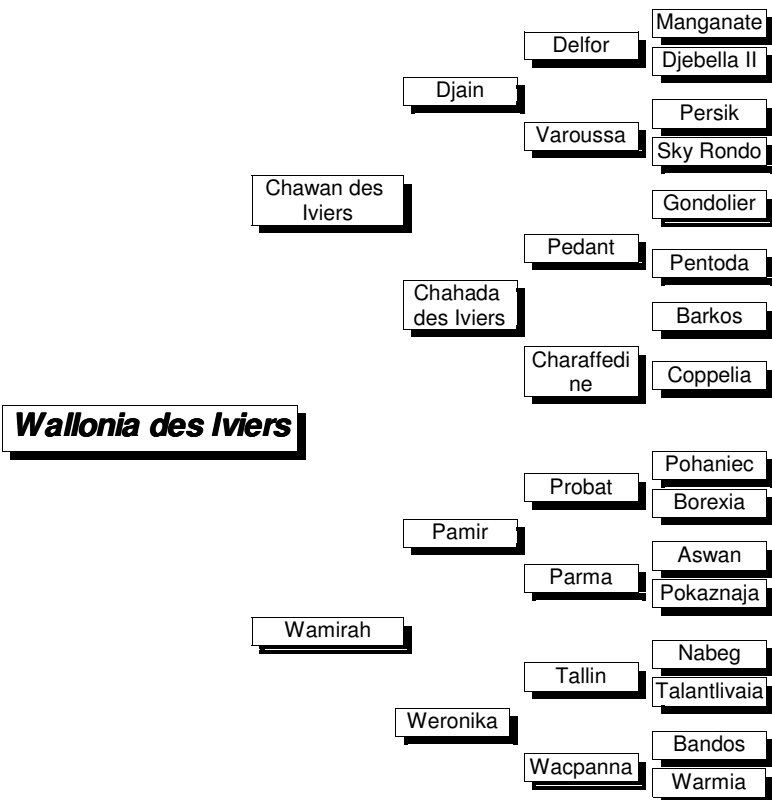 Manganate
Delfor
Djebella II
Djain
Persik
Varoussa
Sky Rondo
Chawan des
Iviers
Gondolier
Pedant
Pentoda
Chahada
des Iviers
Barkos
Charaffedi
ne
Coppelia
Wallonia des Iviers
Pohaniec
Probat
Borexia
Pamir
Aswan
Parma
Pokaznaja
Wamirah
Nabeg
Tallin
Talantlivaia
Weronika
Bandos
Wacpanna
Warmia